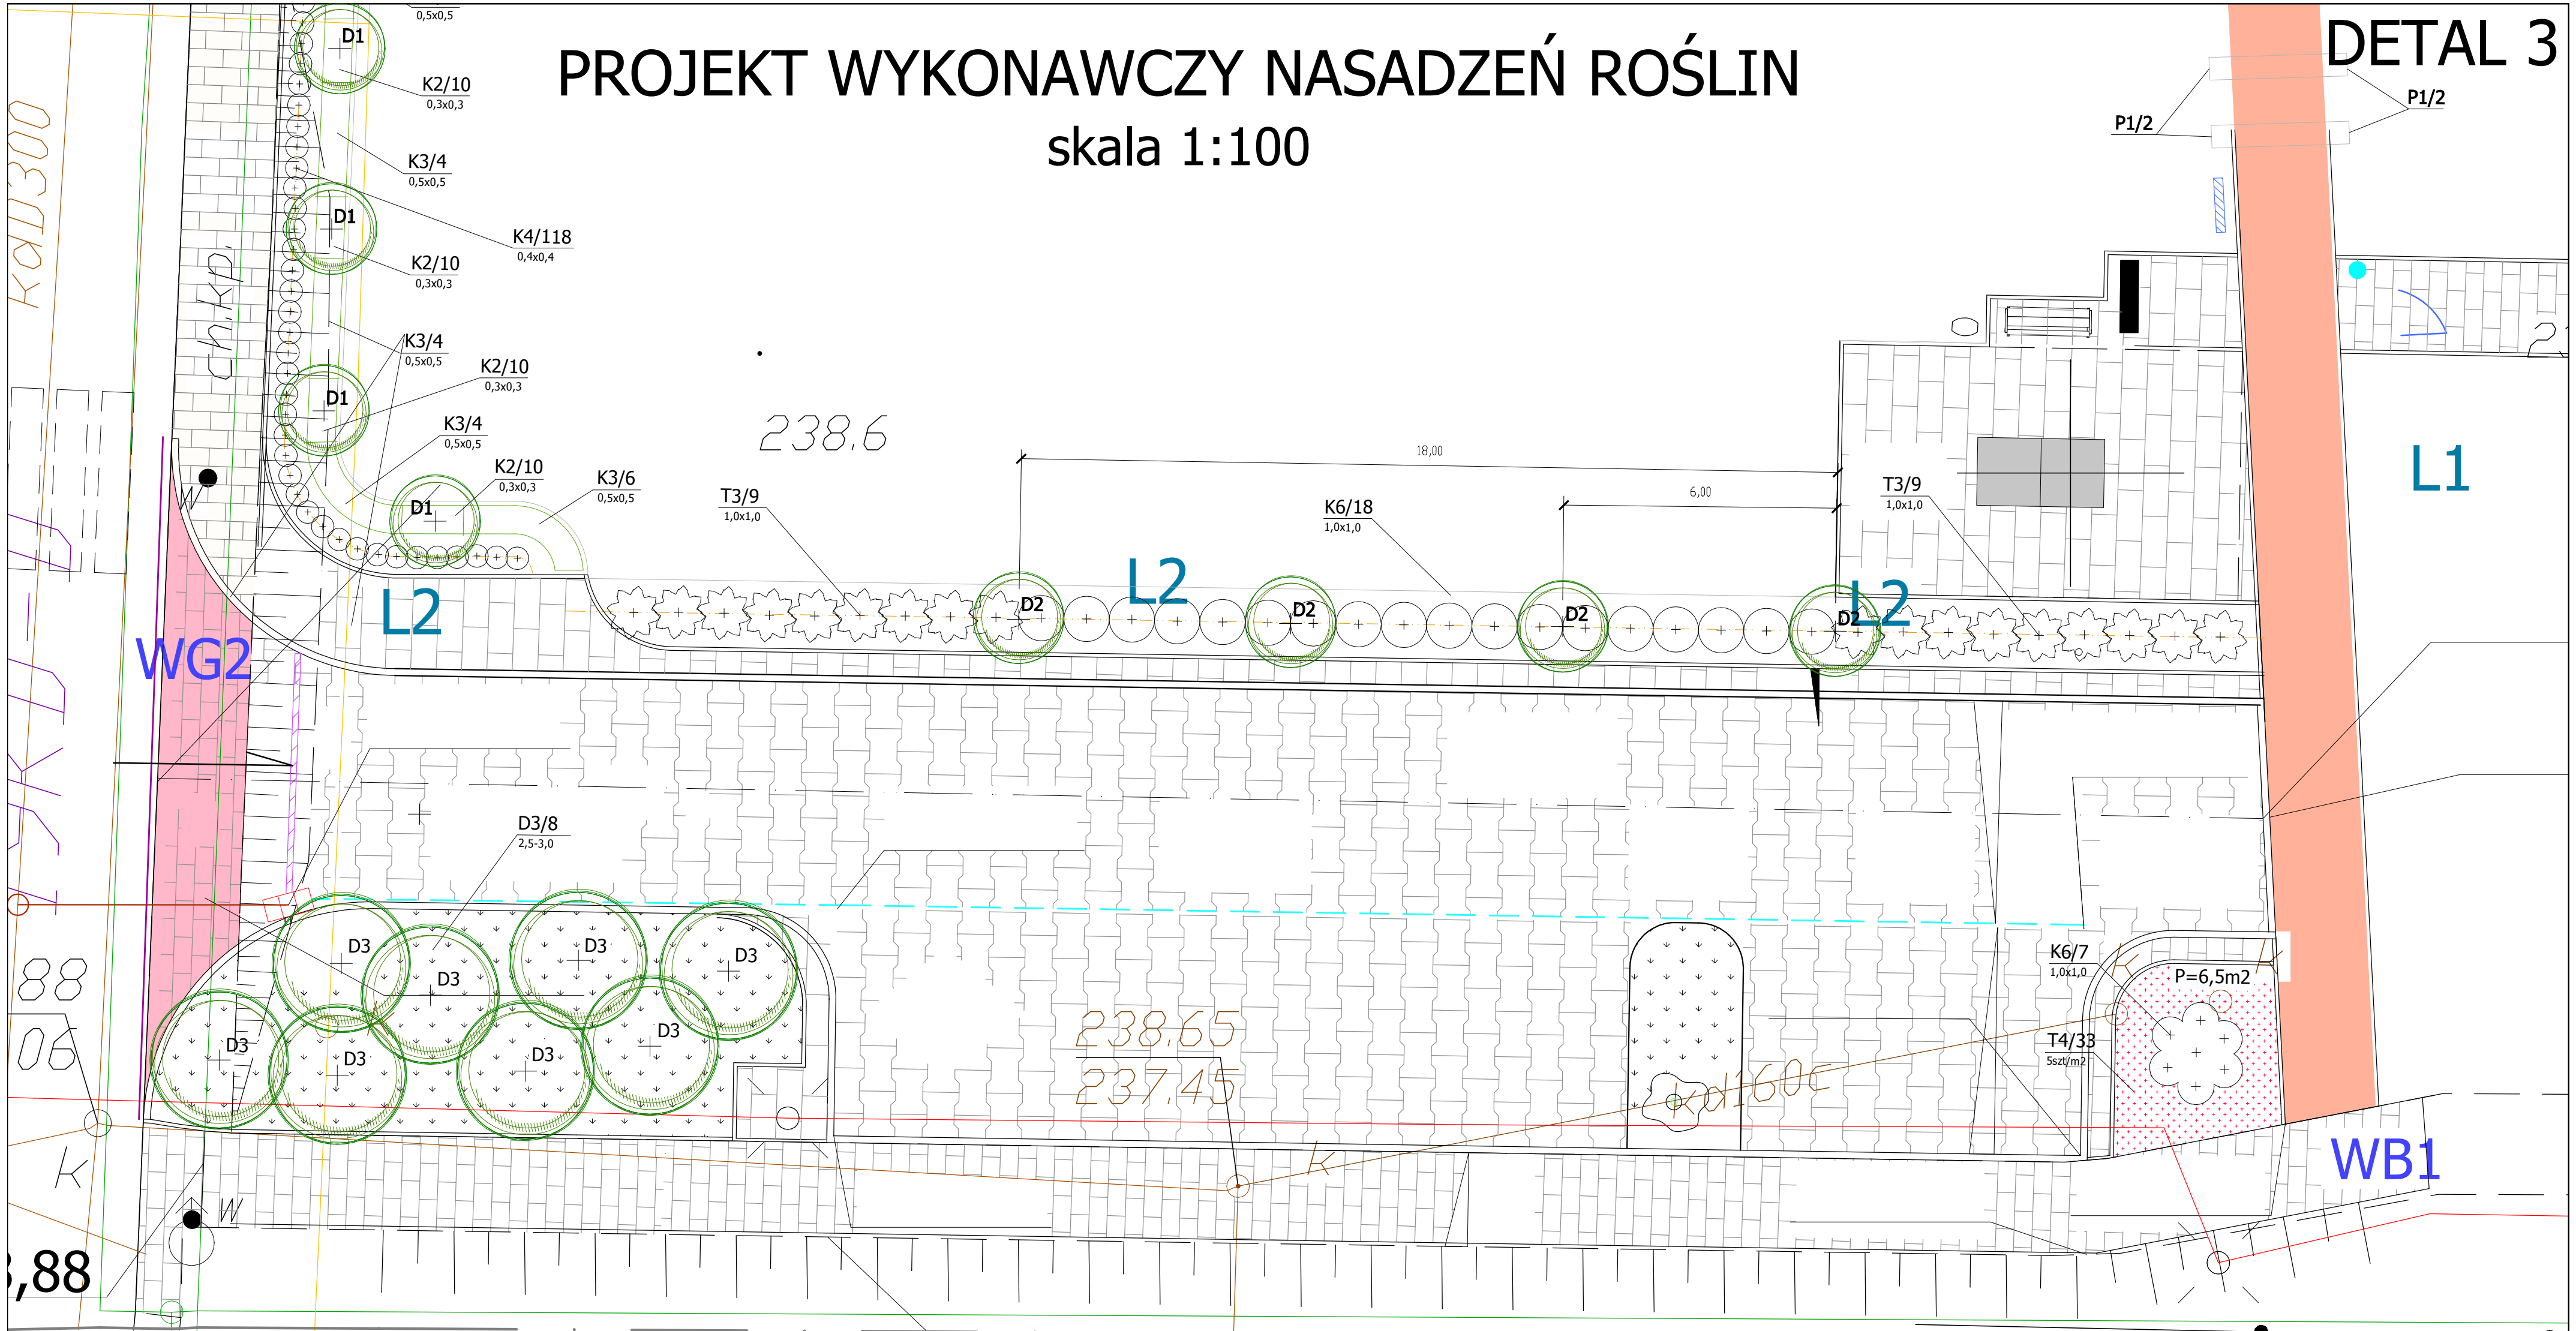 PROJEKT WYKONAWCZY NASADZEŃ ROŚLIN
skala 1:100
DETAL 3
0,5x0,5
D1
K2/10
0,3x0,3
K3/4
0,5x0,5
D1
K4/118
0,4x0,4
K2/10
0,3x0,3
K3/4
0,5x0,5
K2/10
0,3x0,3
D1
K3/4
0,5x0,5
K2/10
0,3x0,3
K3/6
0,5x0,5
D1
KdD300
ch.kp.
238.6
T3/9
1,0x1,0
18,00
6,00
K6/18
1,0x1,0
T3/9
1,0x1,0
P1/2
P1/2
L1
L2
L2
L2
D2
D2
D2
D2
WG2
W
D3/8
2,5-3,0
D3
D3
D3
D3
D3
D3
D3
D3
88
06
k
W
3,88
238.65
237.45
kd160c
k
k
k
K6/7
1,0x1,0
P=6,5m2
T4/33
5szt/m2
WB1